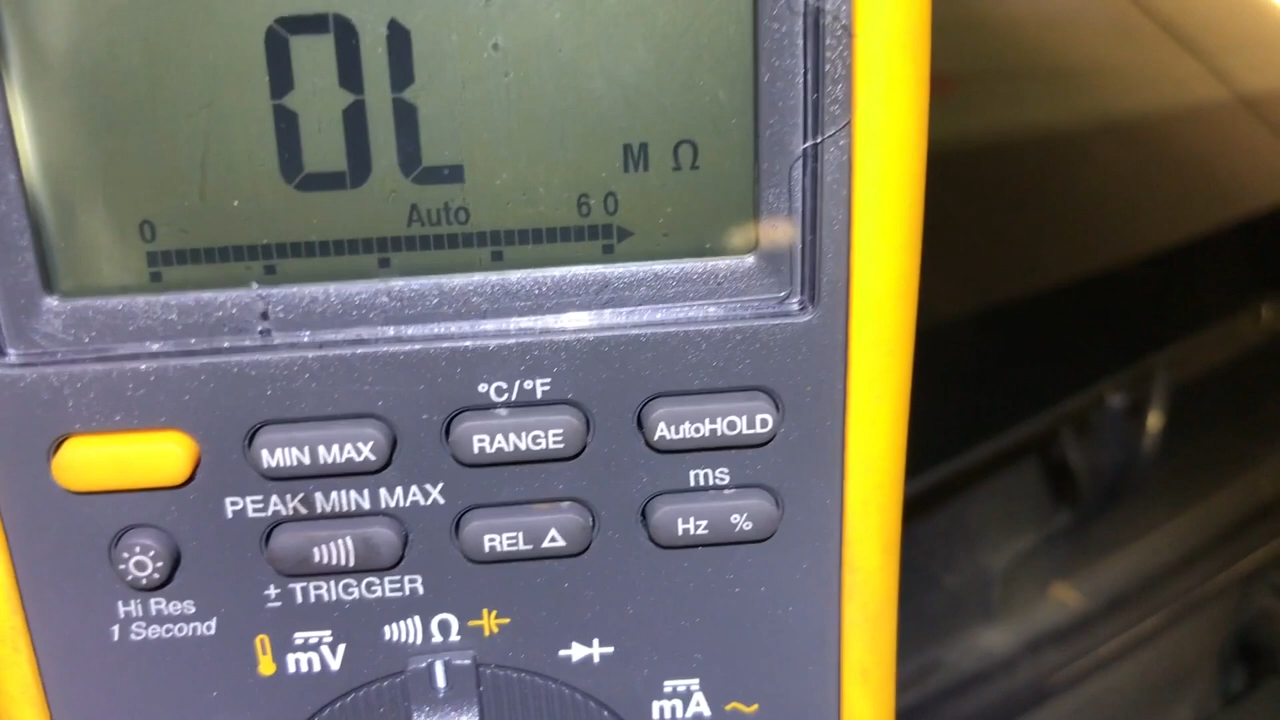 OL
M Ω
Auto
0 60
°C/°F
MIN MAX
RANGE
AutoHOLD
PEAK MIN MAX
ms
REL Δ
Hz %
± TRIGGER
Hi Res
1 Second
mV
Ω
mA ~